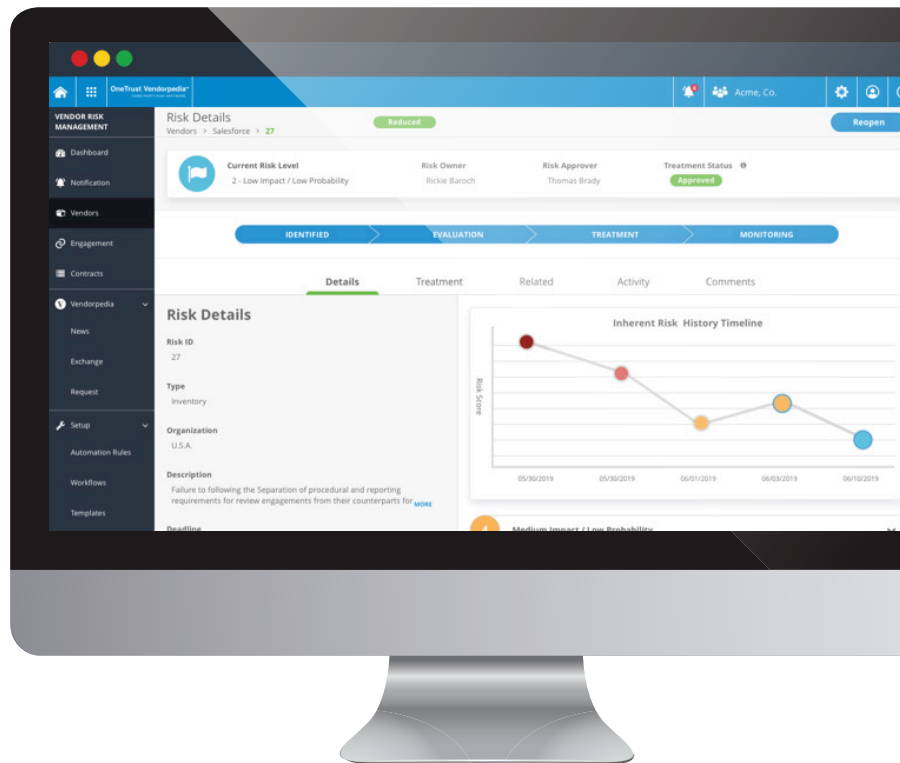 OneTrust Vendorpedia™
Acme, Co.
VENDOR RISK
MANAGEMENT
Dashboard
Notification
Vendors
Engagement
Contracts
Vendorpedia
News
Exchange
Request
Setup
Automation Rules
Workflows
Templates
Risk Details
Vendors > Salesforce > 27
Reduced
Reopen
Current Risk Level
2 - Low Impact / Low Probability
Risk Owner
Rickie Baroch
Risk Approver
Thomas Brady
Treatment Status
Approved
IDENTIFIED
EVALUATION
TREATMENT
MONITORING
Details
Treatment
Related
Activity
Comments
Risk Details
Risk ID
27
Type
Inventory
Organization
U.S.A.
Description
Failure to following the Separation of procedural and reporting
requirements for review engagements from their counterparts for MORE
Deadline
Inherent Risk History Timeline
Risk Score
05/30/2019
05/30/2019
06/01/2019
06/03/2019
06/10/2019
4
Medium Impact / Low Probability